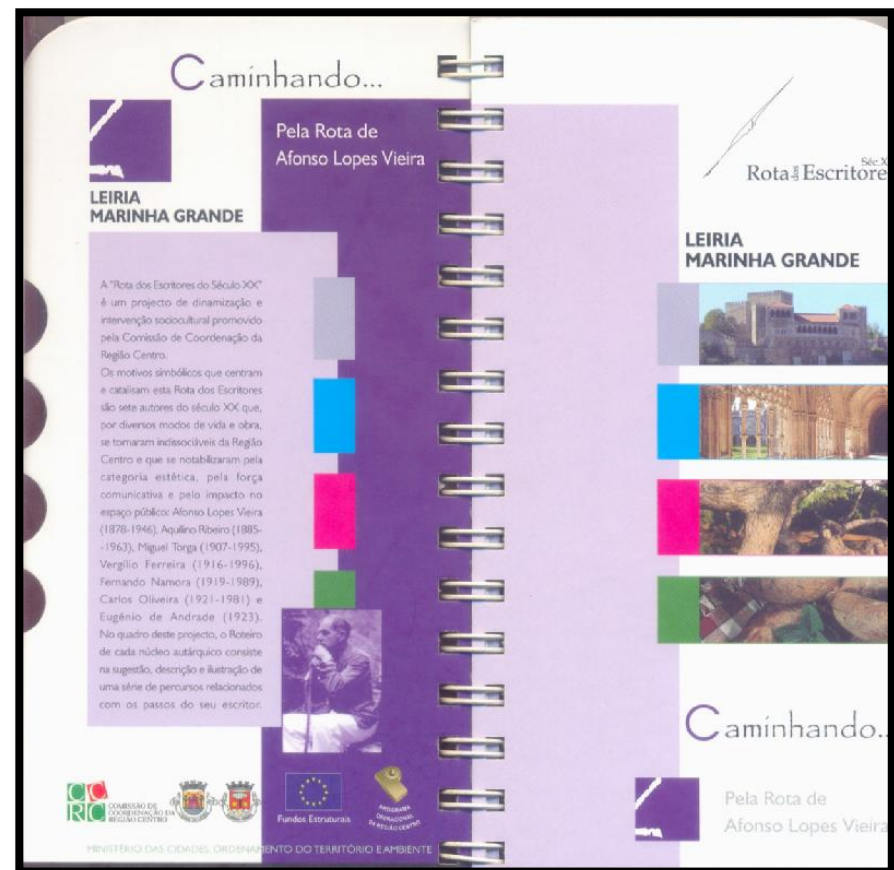 Caminhando...
Pela Rota de
Afonso Lopes Vieira
LEIRIA
MARINHA GRANDE
A "Rota dos Escritores do Século XX"
é um projecto de dinamização e
intervenção sociocultural promovido
pela Comissão de Coordenação da
Região Centro.
Os motivos simbólicos que centram
e catalisam esta Rota dos Escritores
são sete autores do século XX que,
por diversos modos de vida e obra,
se tornaram indissociáveis da Região
Centro e que se notabilizaram pela
categoria estética, pela força
comunicativa e pelo impacto no
espaço público: Afonso Lopes Vieira
(1878-1946), Aquilino Ribeiro (1885-
-1963), Miguel Torga (1907-1995),
Vergílio Ferreira (1916-1996),
Fernando Namora (1919-1989),
Carlos Oliveira (1921-1981) e
Eugénio de Andrade (1923).
No quadro deste projecto, o Roteiro
de cada núcleo autárquico consiste
na sugestão, descrição e ilustração de
uma série de percursos relacionados
com os passos do seu escritor.
CCRC
COMISSÃO DE
COORDENAÇÃO DA
REGIÃO CENTRO
Fundos Estruturais
PROGRAMA
OPERACIONAL
DA REGIÃO CENTRO
MINISTÉRIO DAS CIDADES, ORDENAMENTO DO TERRITÓRIO E AMBIENTE
Séc.X
Rota dos Escritore
LEIRIA
MARINHA GRANDE
Caminhando..
Pela Rota de
Afonso Lopes Vieira